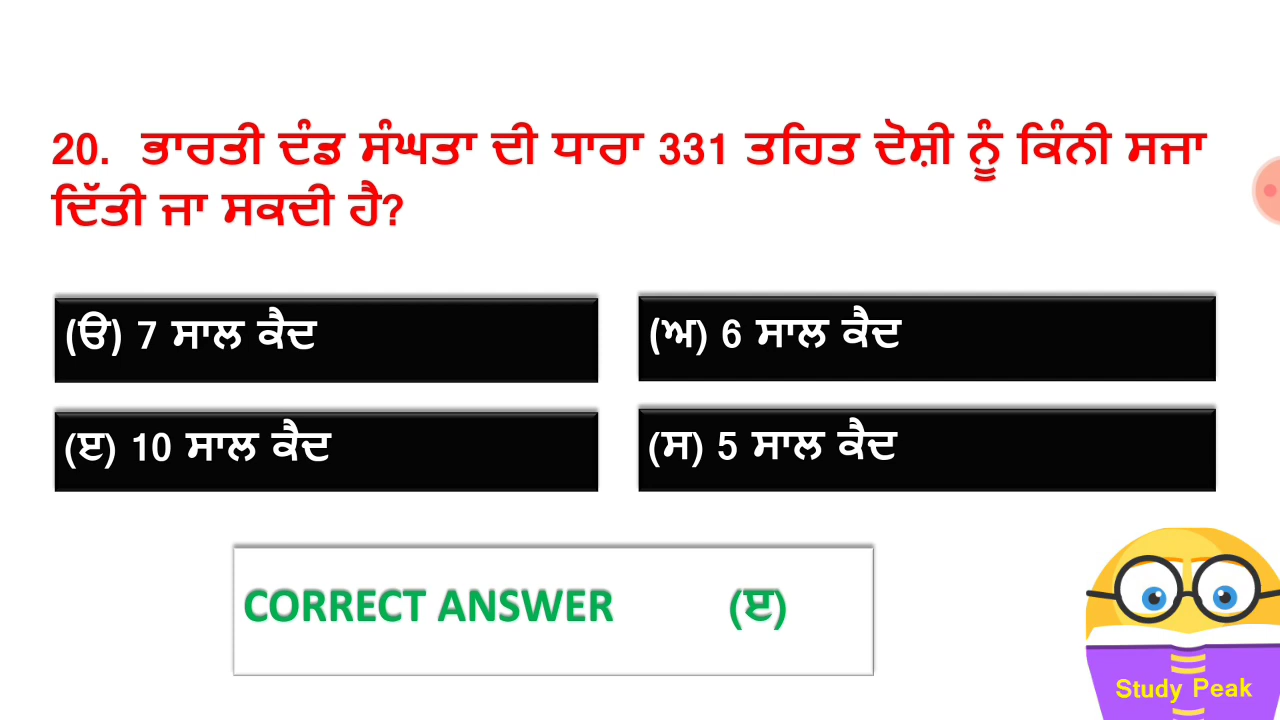 20. ਭਾਰਤੀ ਦੰਡ ਸੰਘਤਾ ਦੀ ਧਾਰਾ 331 ਤਹਿਤ ਦੋਸ਼ੀ ਨੂੰ ਕਿੰਨੀ ਸਜਾ
ਦਿੱਤੀ ਜਾ ਸਕਦੀ ਹੈ?
(ੳ) 7 ਸਾਲ ਕੈਦ
(ਅ) 6 ਸਾਲ ਕੈਦ
(ੲ) 10 ਸਾਲ ਕੈਦ
(ਸ) 5 ਸਾਲ ਕੈਦ
CORRECT ANSWER (ੲ)
Study Peak